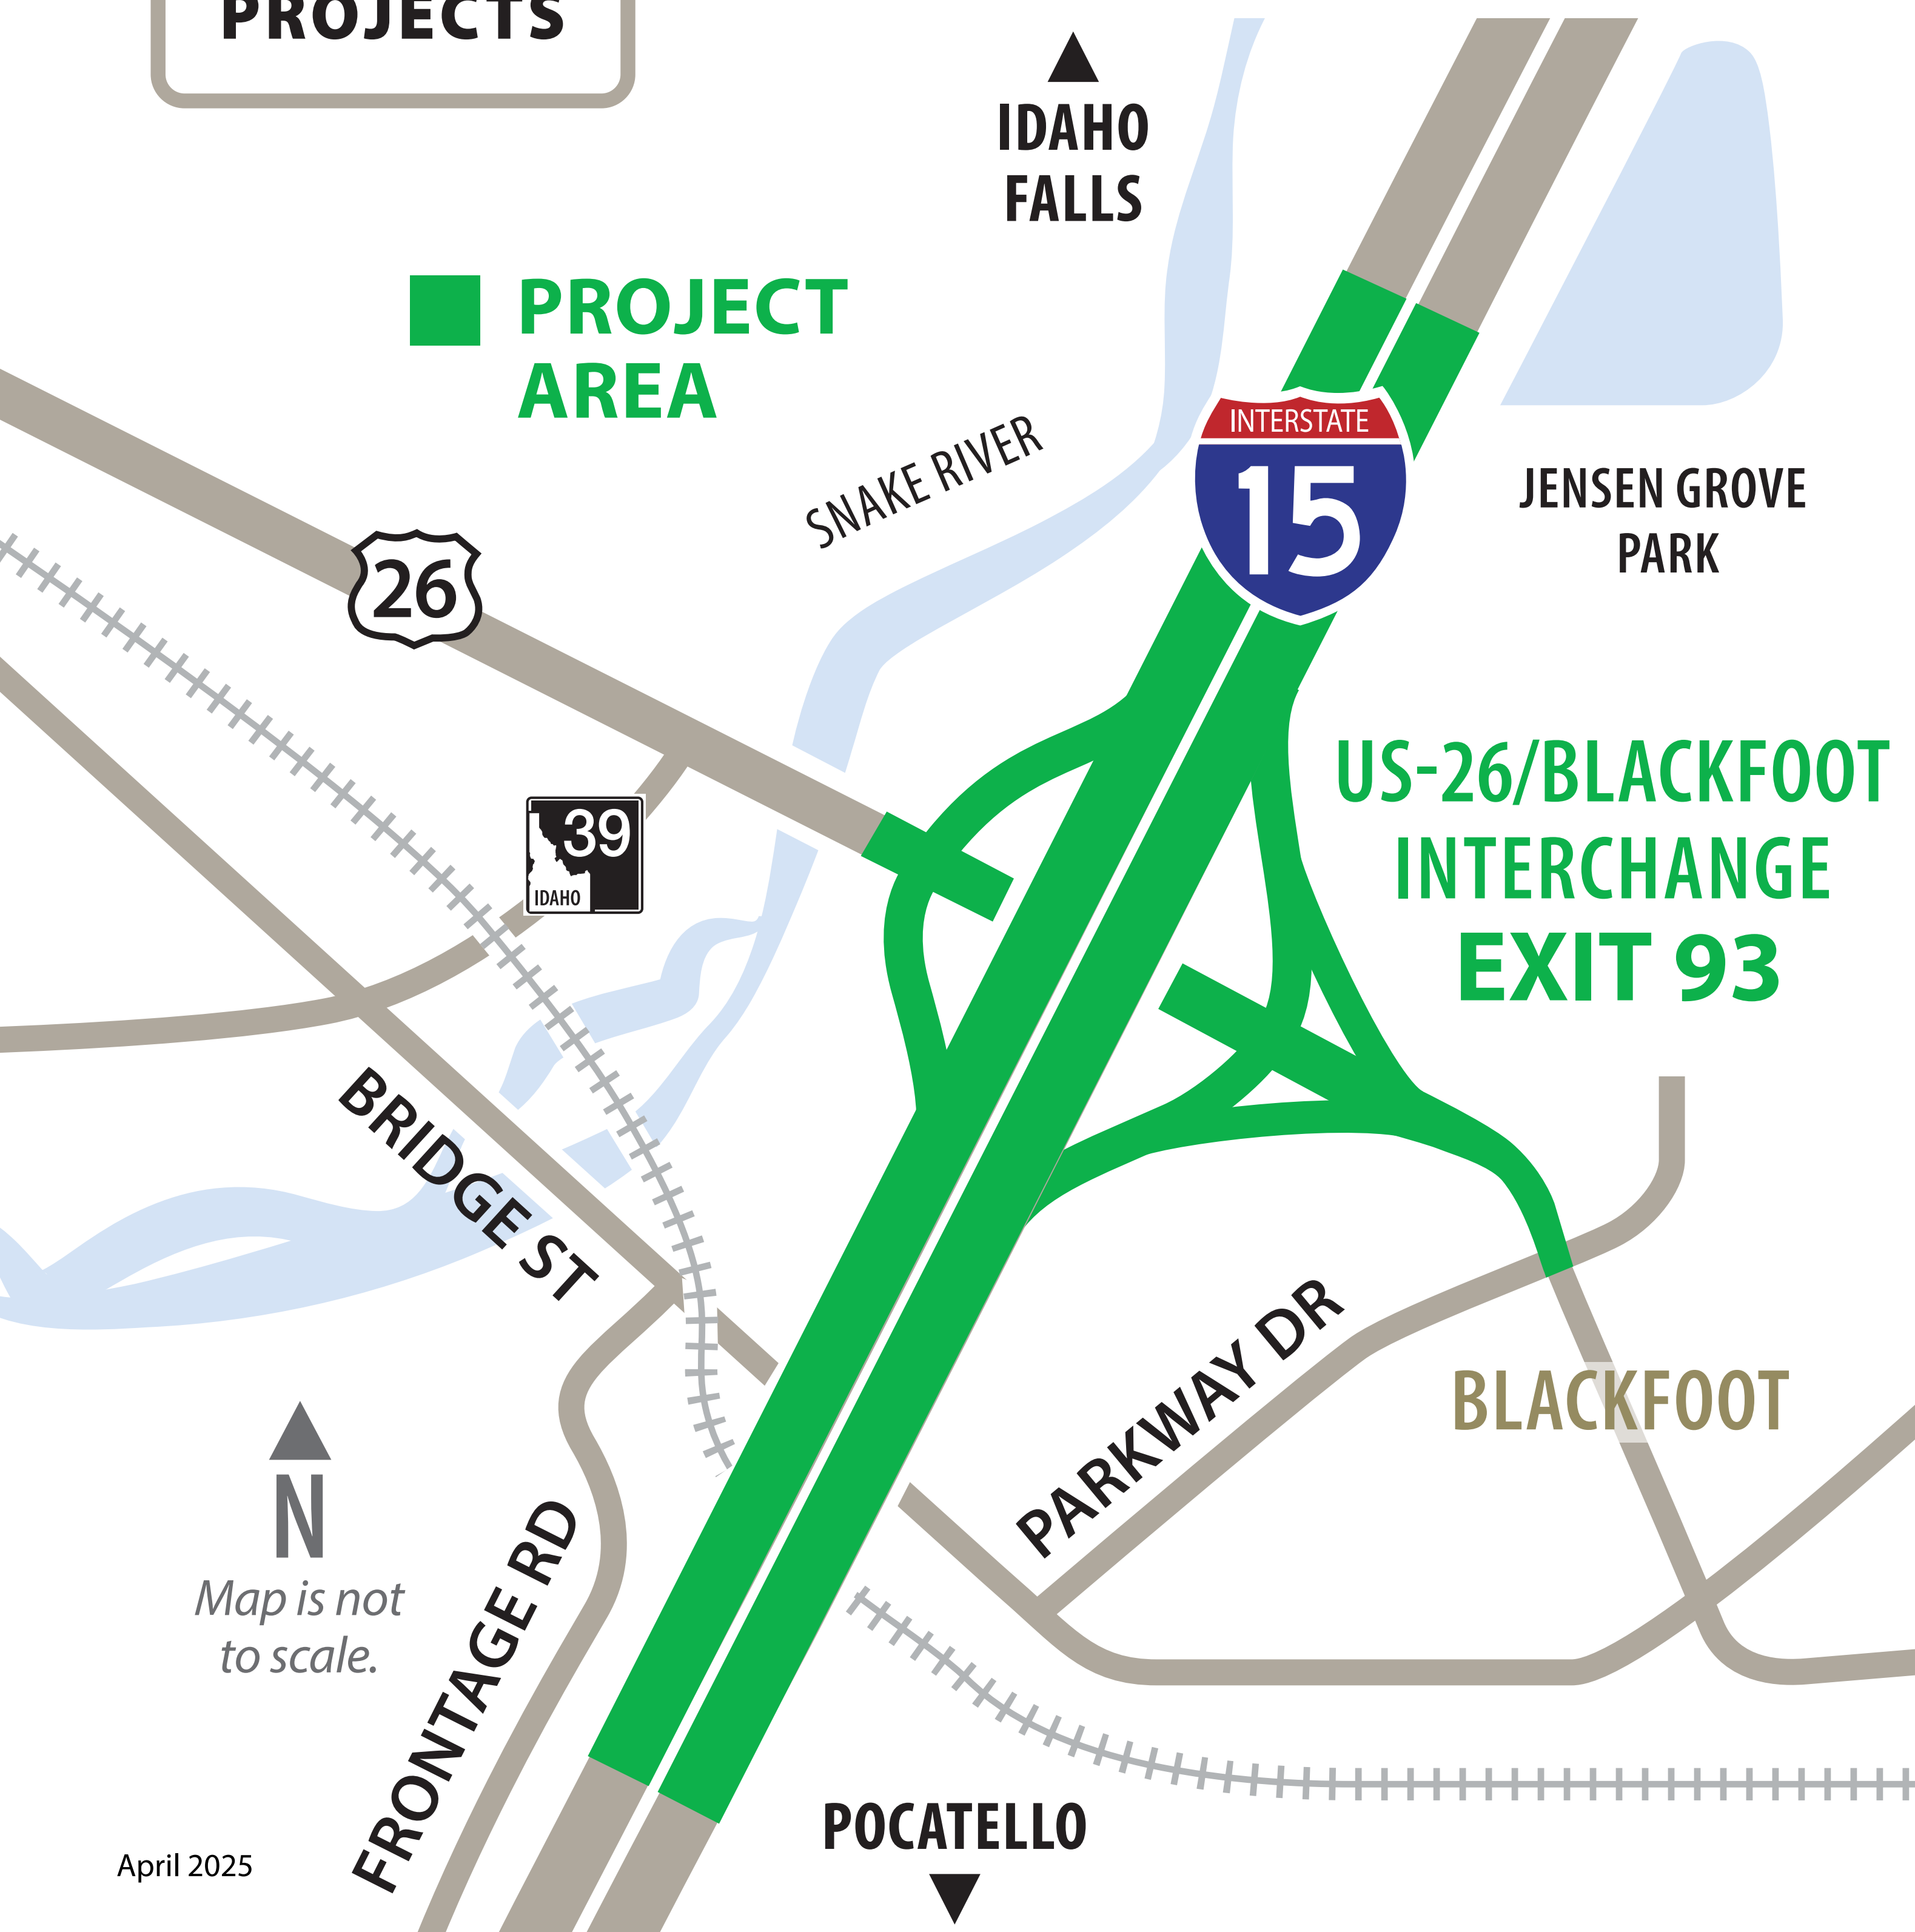 PROJECTS
IDAHO
FALLS
PROJECT
AREA
SNAKE RIVER
INTERSTATE
15
JENSEN GROVE
PARK
26
US-26/BLACKFOOT
INTERCHANGE
EXIT 93
39
IDAHO
BRIDGE ST
PARKWAY DR
BLACKFOOT
N
Map is not
to scale.
FRONTAGE RD
POCATELLO
April 2025